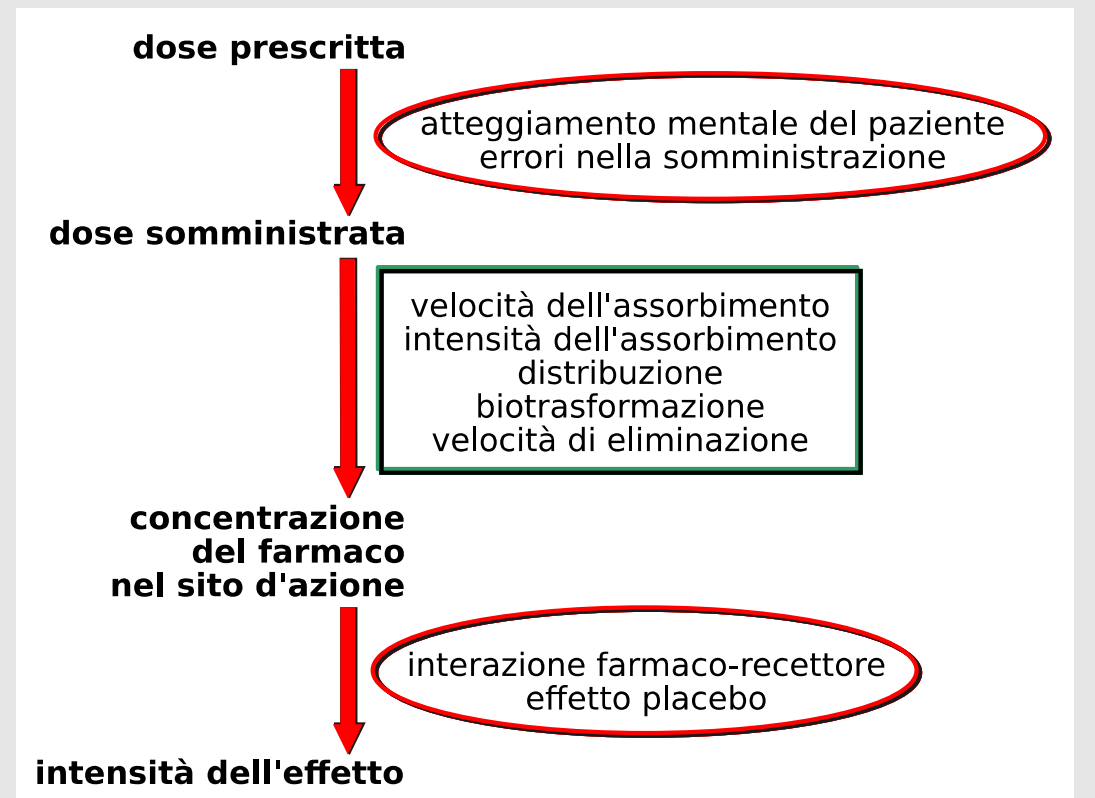 dose prescritta
atteggiamento mentale del paziente
errori nella somministrazione
dose somministrata
velocità dell'assorbimento
intensità dell'assorbimento
distribuzione
biotrasformazione
velocità di eliminazione
concentrazione
del farmaco
nel sito d'azione
interazione farmaco-recettore
effetto placebo
intensità dell'effetto